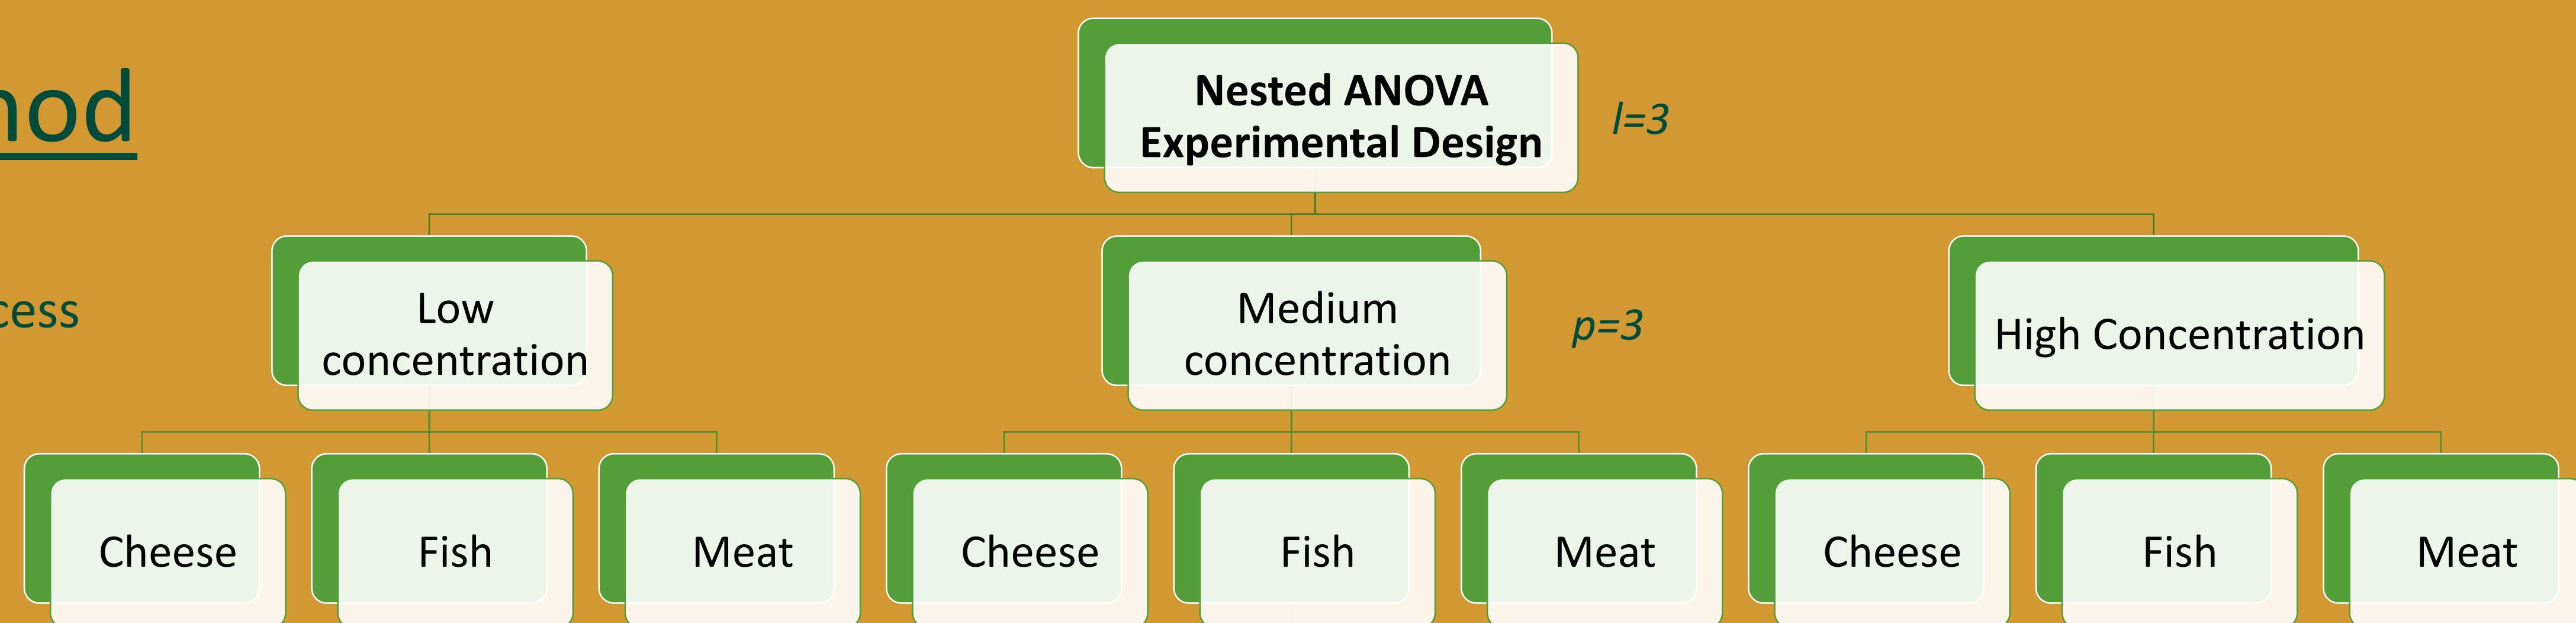 hod
Nested ANOVA
Experimental Design
l=3
cess
Low
concentration
Medium
concentration
p=3
High Concentration
Cheese
Fish
Meat
Cheese
Fish
Meat
Cheese
Fish
Meat